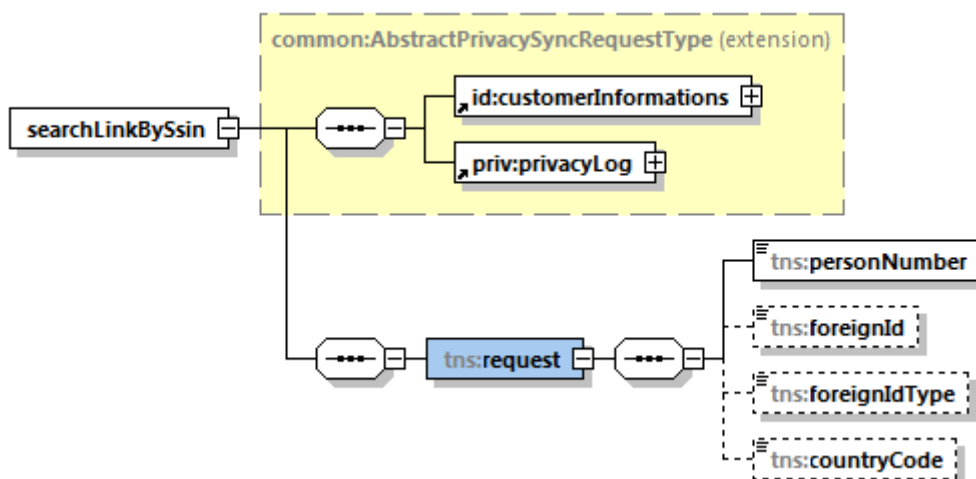 common:AbstractPrivacySyncRequestType (extension)
id:customerInformations
searchLinkBySsin
priv:privacyLog
tns:personNumber
tns:foreignId
tns:request
tns:foreignIdType
tns:countryCode